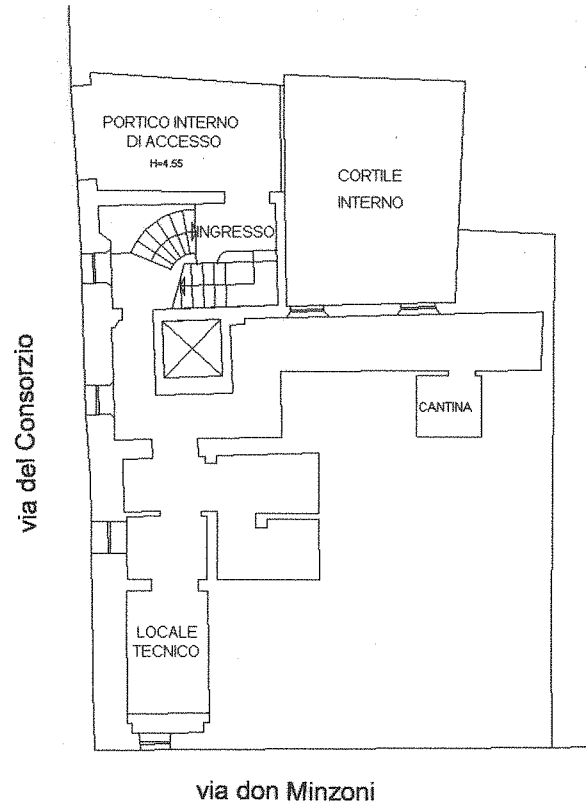 PORTICO INTERNO
DI ACCESSO
H=4.55
CORTILE
INTERNO
INGRESSO
CANTINA
via del Consorzio
LOCALE
TECNICO
via don Minzoni